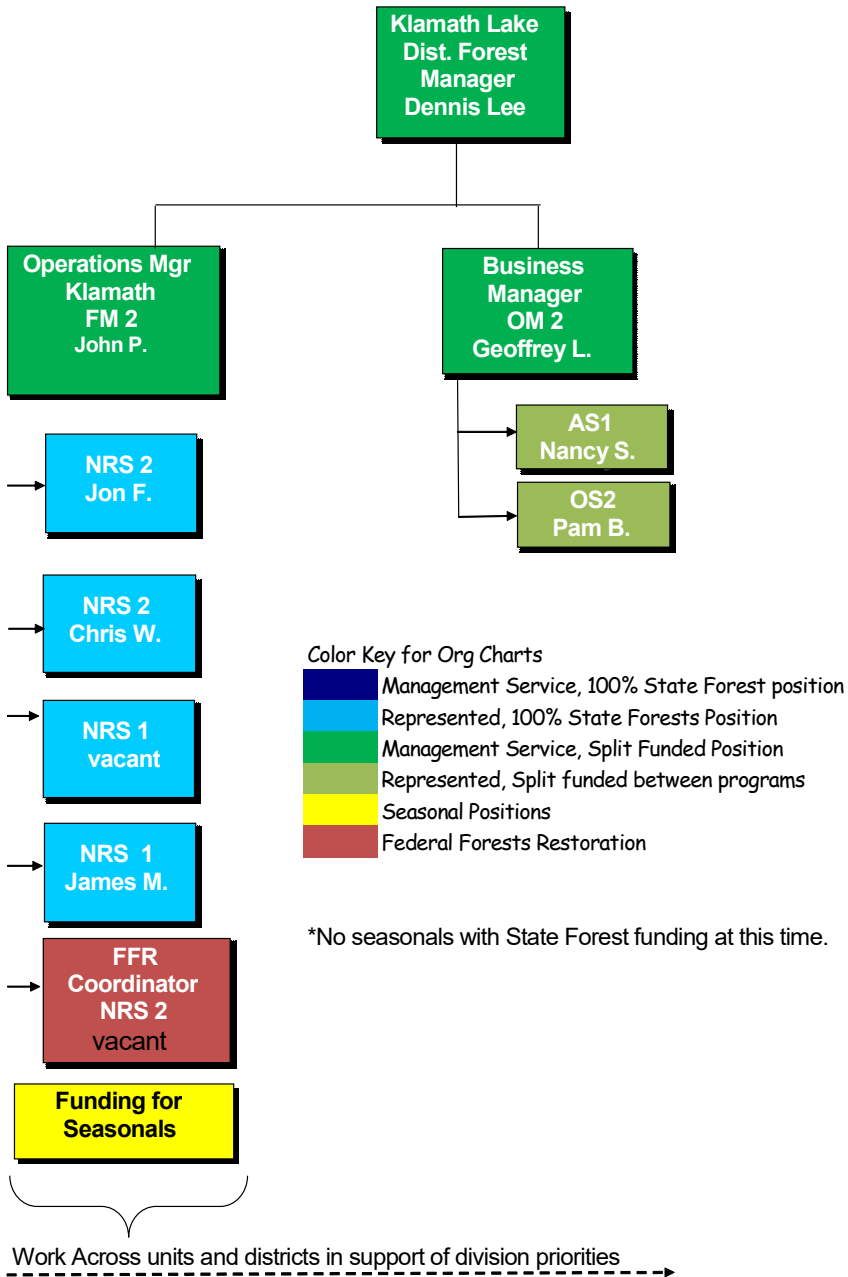 Klamath Lake
Dist. Forest
Manager
Dennis Lee
Operations Mgr
Klamath
FM 2
John P.
Business
Manager
OM 2
Geoffrey L.
AS1
Nancy S.
OS2
Pam B.
NRS 2
Jon F.
NRS 2
Chris W.
NRS 1
vacant
NRS 1
James M.
FFR
Coordinator
NRS 2
vacant
Funding for
Seasonals
Color Key for Org Charts
Management Service, 100% State Forest position
Represented, 100% State Forests Position
Management Service, Split Funded Position
Represented, Split funded between programs
Seasonal Positions
Federal Forests Restoration
*No seasonals with State Forest funding at this time.
Work Across units and districts in support of division priorities